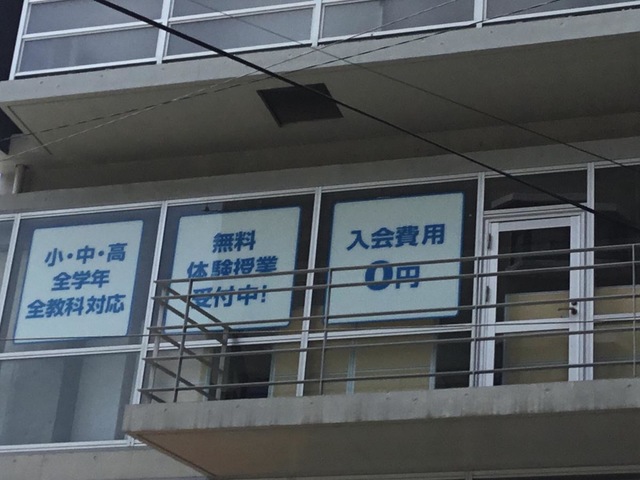 小・中・高
全学年
全教科対応
無料
体験授業
受付中!
入会費用
0円